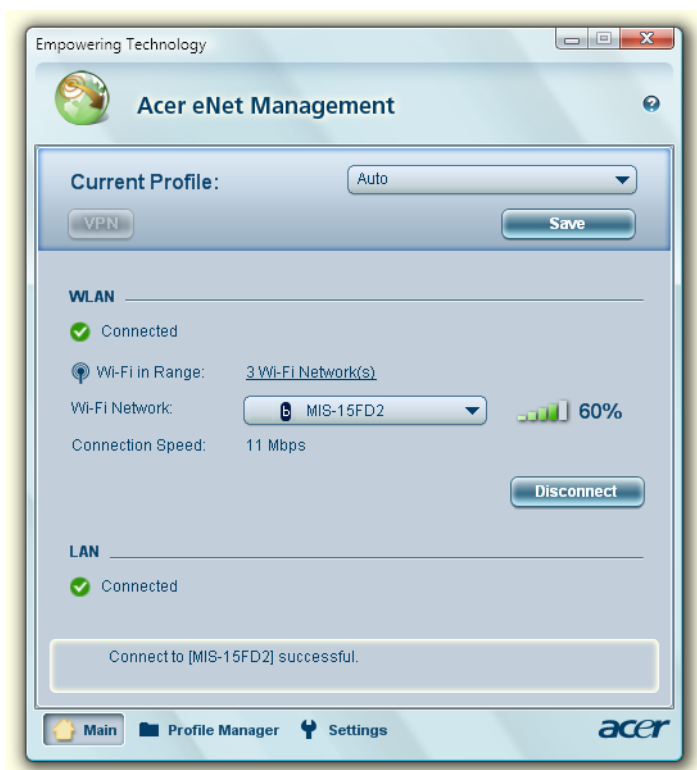 Empowering Technology
Acer eNet Management
Current Profile:
Auto
VPN
Save
WLAN
Connected
Wi-Fi in Range:
3 Wi-Fi Network(s)
Wi-Fi Network:
b MIS-15FD2
60%
Connection Speed:
11 Mbps
Disconnect
LAN
Connected
Connect to [MIS-15FD2] successful.
Main
Profile Manager
Settings
acer